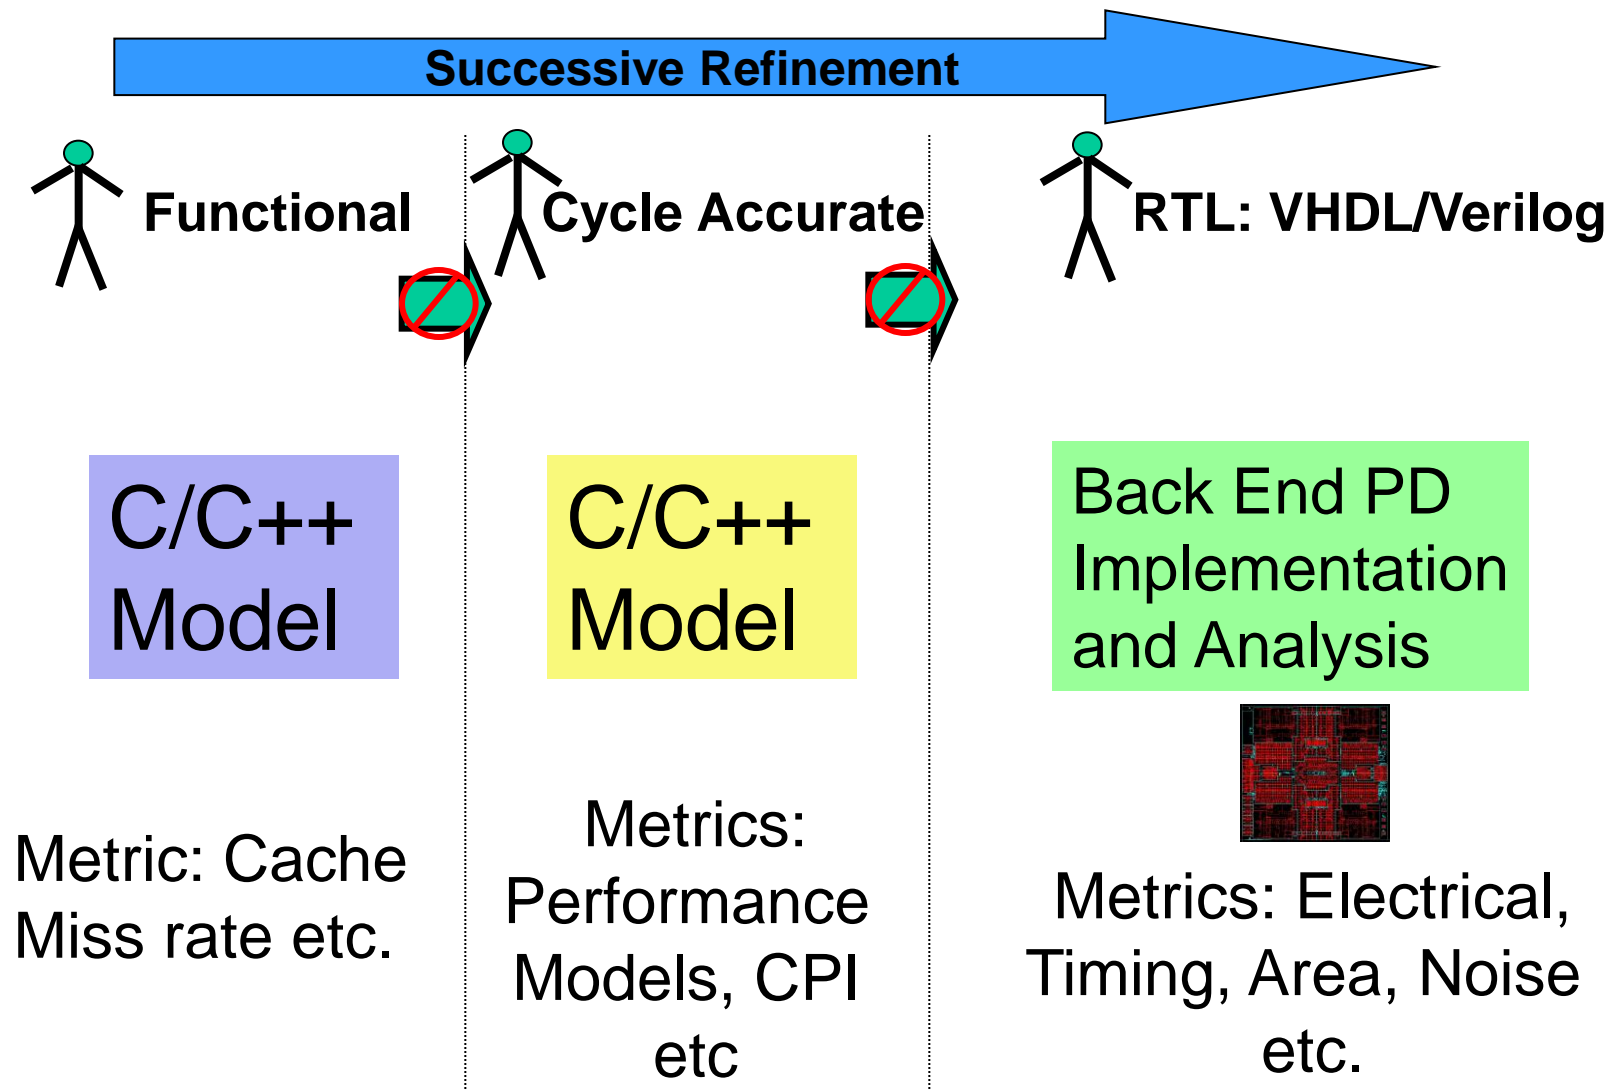 Successive Refinement
Functional
Cycle Accurate
RTL: VHDL/Verilog
C/C++
Model
C/C++
Model
Back End PD
Implementation
and Analysis
Metric: Cache
Miss rate etc.
Metrics:
Performance
Models, CPI
etc
Metrics: Electrical,
Timing, Area, Noise
etc.